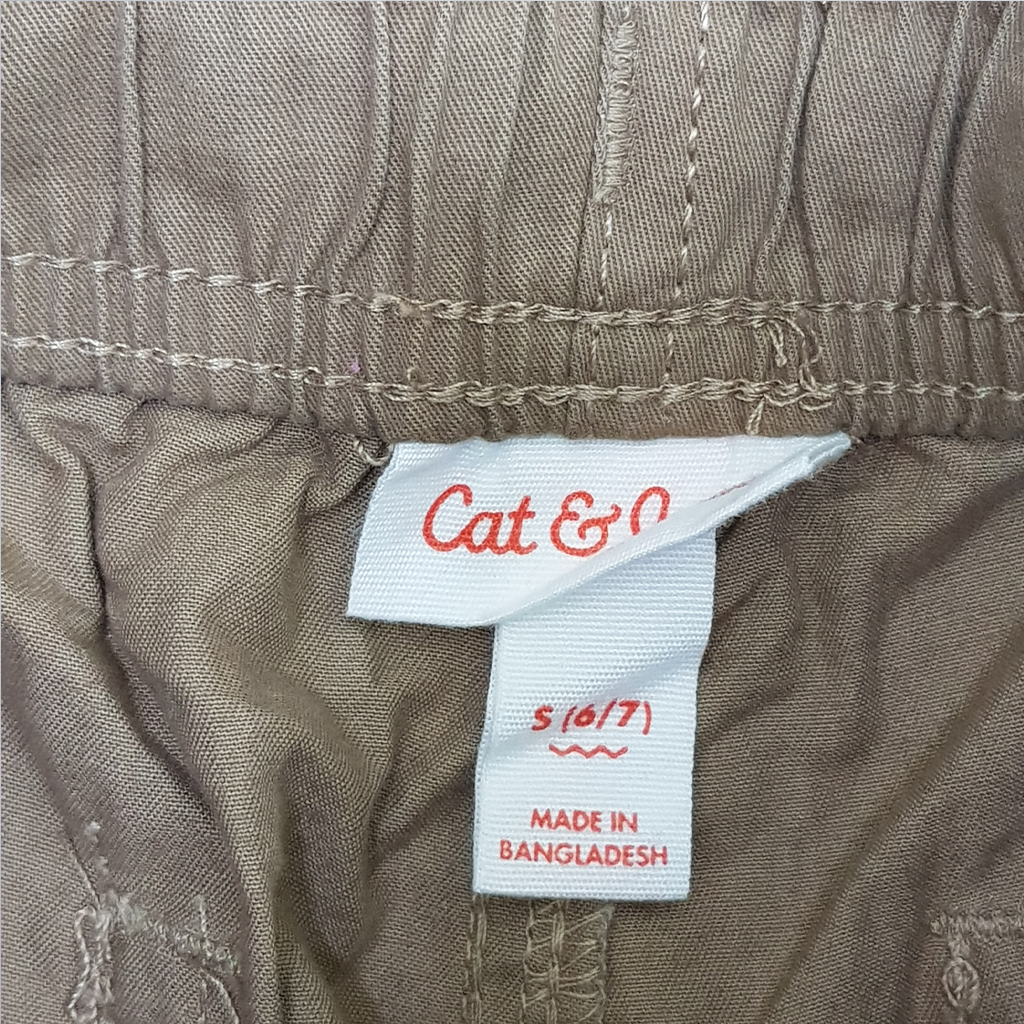 Cat &
S (6/7)
MADE IN
BANGLADESH